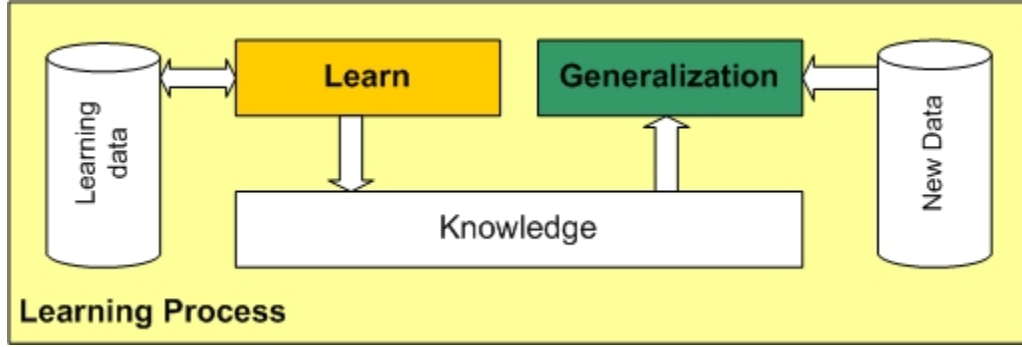 Learning
data
Learn
Generalization
New Data
Knowledge
Learning Process